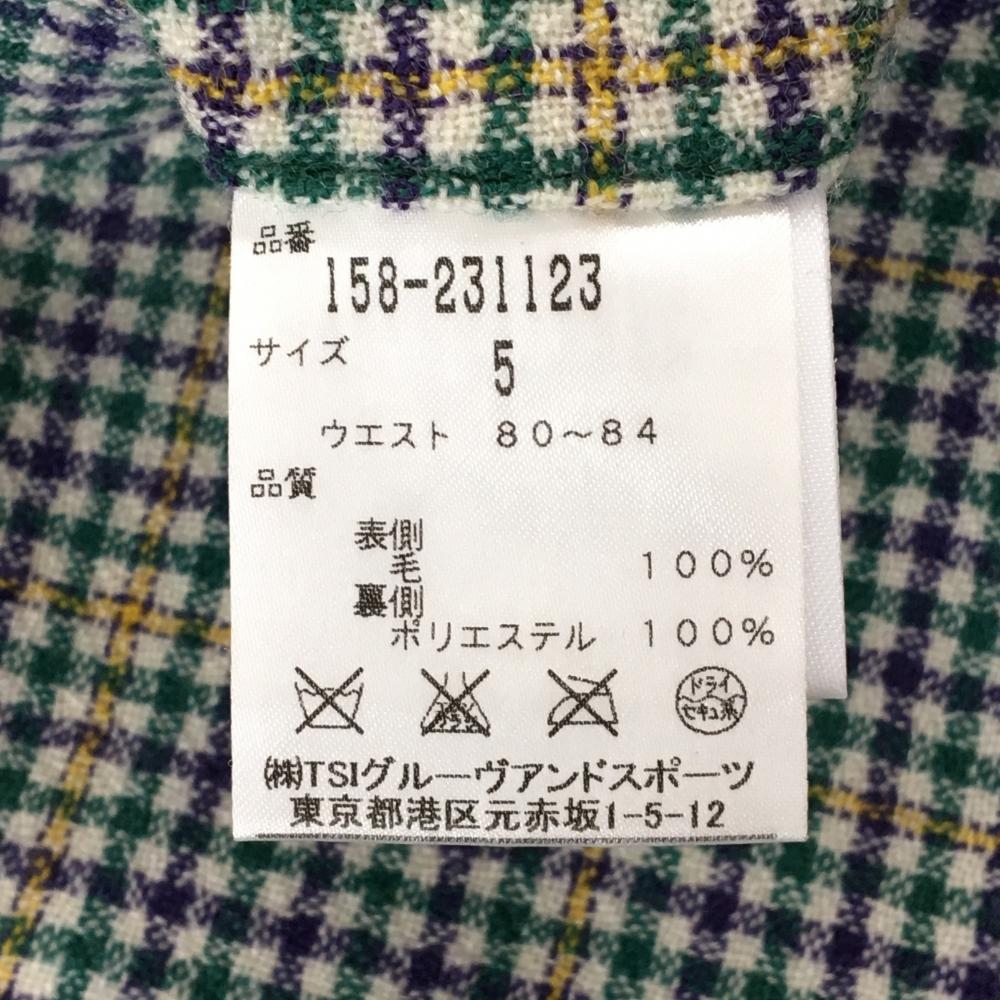 品番
158-231123
サイズ 5
ウエスト 80~84
品質
表側
毛 100%
裏側
ポリエステル 100%
ドライ
セキユ系
㈱TSIグルーヴアンドスポーツ
東京都港区元赤坂1-5-12